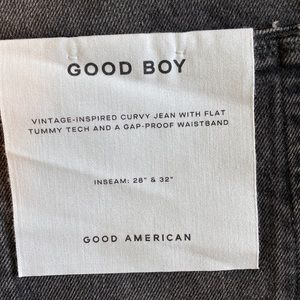 GOOD BOY
VINTAGE-INSPIRED CURVY JEAN WITH FLAT
TUMMY TECH AND A GAP-PROOF WAISTBAND
INSEAM: 28" & 32"
GOOD AMERICAN